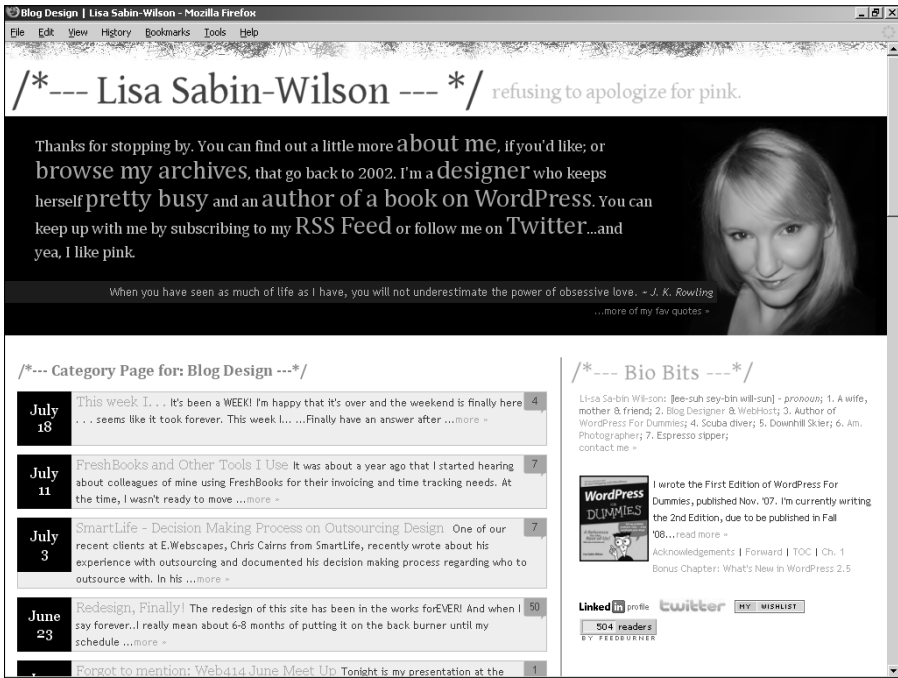 Blog Design | Lisa Sabin-Wilson - Mozilla Firefox
File Edit View History Bookmarks Tools Help
/*--- Lisa Sabin-Wilson --- */ refusing to apologize for pink.
Thanks for stopping by. You can find out a little more about me, if you'd like; or
browse my archives, that go back to 2002. I'm a designer who keeps
herself pretty busy and an author of a book on WordPress. You can
keep up with me by subscribing to my RSS Feed or follow me on Twitter...and
yea, I like pink.
When you have seen as much of life as I have, you will not underestimate the power of obsessive love. ~ J. K. Rowling
...more of my fav quotes »
/*--- Category Page for: Blog Design ---*/
July
18
This week I. . . It's been a WEEK! I'm happy that it's over and the weekend is finally here
. . . seems like it took forever. This week I... ...Finally have an answer after ...more »
4
July
11
FreshBooks and Other Tools I Use It was about a year ago that I started hearing
about colleagues of mine using FreshBooks for their invoicing and time tracking needs. At
the time, I wasn't ready to move ...more »
7
July
3
SmartLife - Decision Making Process on Outsourcing Design One of our
recent clients at E.Webscapes, Chris Cairns from SmartLife, recently wrote about his
experience with outsourcing and documented his decision making process regarding who to
outsource with. In his ...more »
7
June
23
Redesign, Finally! The redesign of this site has been in the works forEVER! And when I
say forever..I really mean about 6-8 months of putting it on the back burner until my
schedule ...more »
50
Forgot to mention: Web414 June Meet Up Tonight is my presentation at the
1
/*--- Bio Bits ---*/
Li-sa Sa-bin Wil-son: [lee-suh sey-bin will-sun] - pronoun; 1. A wife,
mother & friend; 2. Blog Designer & WebHost; 3. Author of
WordPress For Dummies; 4. Scuba diver; 5. Downhill Skier; 6. Am.
Photographer; 7. Espresso sipper;
contact me »
WordPress
FOR
DUMMIES
I wrote the First Edition of WordPress For
Dummies, published Nov. '07. I'm currently writing
the 2nd Edition, due to be published in Fall
'08...read more »
Acknowledgements | Forward | TOC | Ch. 1
Bonus Chapter: What's New in WordPress 2.5
Linked in profile twitter MY WISHLIST
504 readers
BY FEEDBURNER